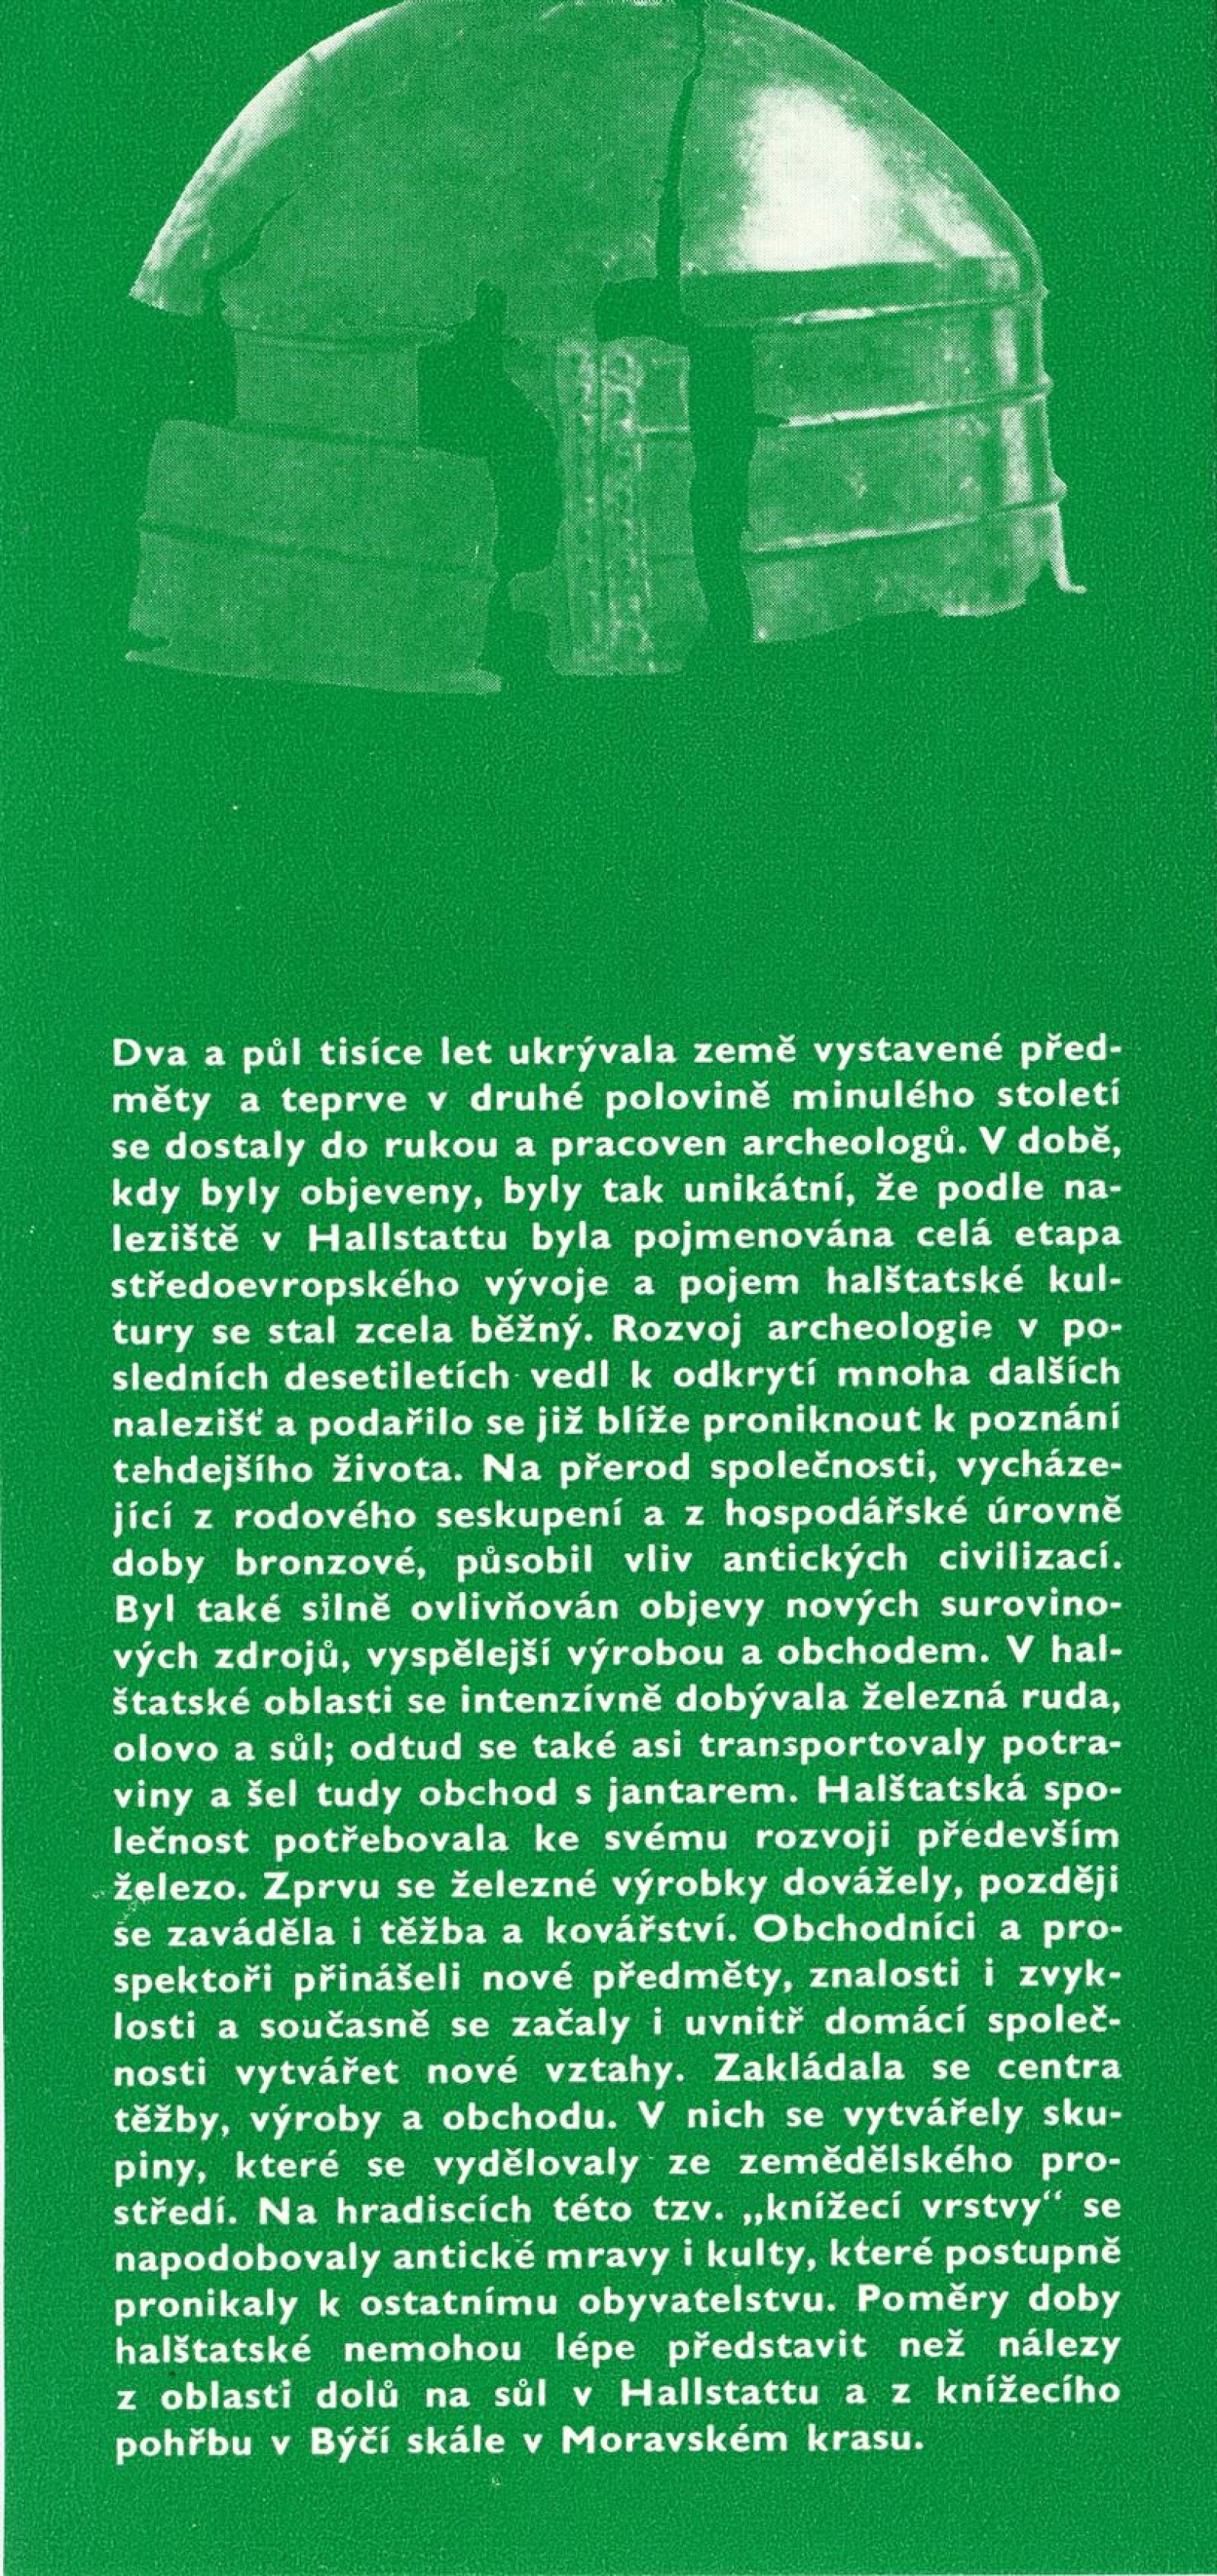 Dva a půl tisíce let ukrývala země vystavené před-
měty a teprve v druhé polovině minulého století
se dostaly do rukou a pracoven archeologů. V době,
kdy byly objeveny, byly tak unikátní, že podle na-
leziště v Hallstattu byla pojmenována celá etapa
středoevropského vývoje a pojem halštatské kul-
tury se stal zcela běžný. Rozvoj archeologie v po-
sledních desetiletích vedl k odkrytí mnoha dalších
nalezišť a podařilo se již blíže proniknout k poznání
tehdejšího života. Na přerod společnosti, vycháze-
jící z rodového seskupení a z hospodářské úrovně
doby bronzové, působil vliv antických civilizací.
Byl také silně ovlivňován objevy nových surovino-
vých zdrojů, vyspělejší výrobou a obchodem. V hal-
štatské oblasti se intenzívně dobývala železná ruda,
olovo a sůl; odtud se také asi transportovaly potra-
viny a šel tudy obchod s jantarem. Halštatská spo-
lečnost potřebovala ke svému rozvoji především
železo. Zprvu se železné výrobky dovážely, později
se zaváděla i těžba a kovářství. Obchodníci a pro-
spektoři přinášeli nové předměty, znalosti i zvyk-
losti a současně se začaly i uvnitř domácí společ-
nosti vytvářet nové vztahy. Zakládala se centra
těžby, výroby a obchodu. V nich se vytvářely sku-
piny, které se vydělovaly ze zemědělského pro-
středí. Na hradiscích této tzv. „knížecí vrstvy“ se
napodobovaly antické mravy i kulty, které postupně
pronikaly k ostatnímu obyvatelstvu. Poměry doby
halštatské nemohou lépe představit než nálezy
z oblasti dolů na sůl v Hallstattu a z knížecího
pohřbu v Býčí skále v Moravském krasu.